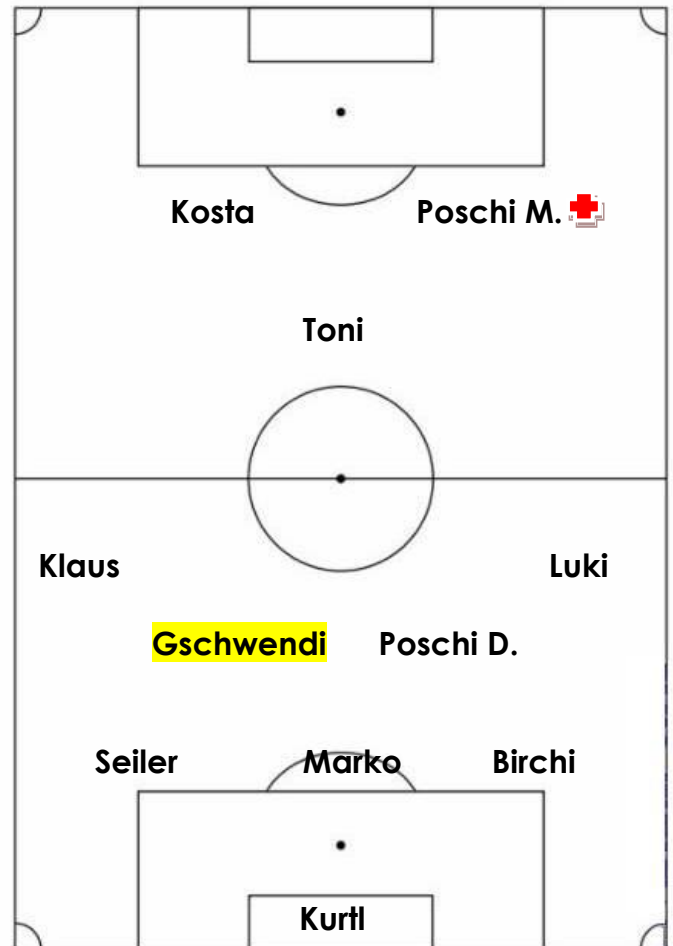 Kosta Poschi M.
Toni
Klaus Luki
Gschwendi Poschi D.
Seiler Marko Birchi
Kurtl